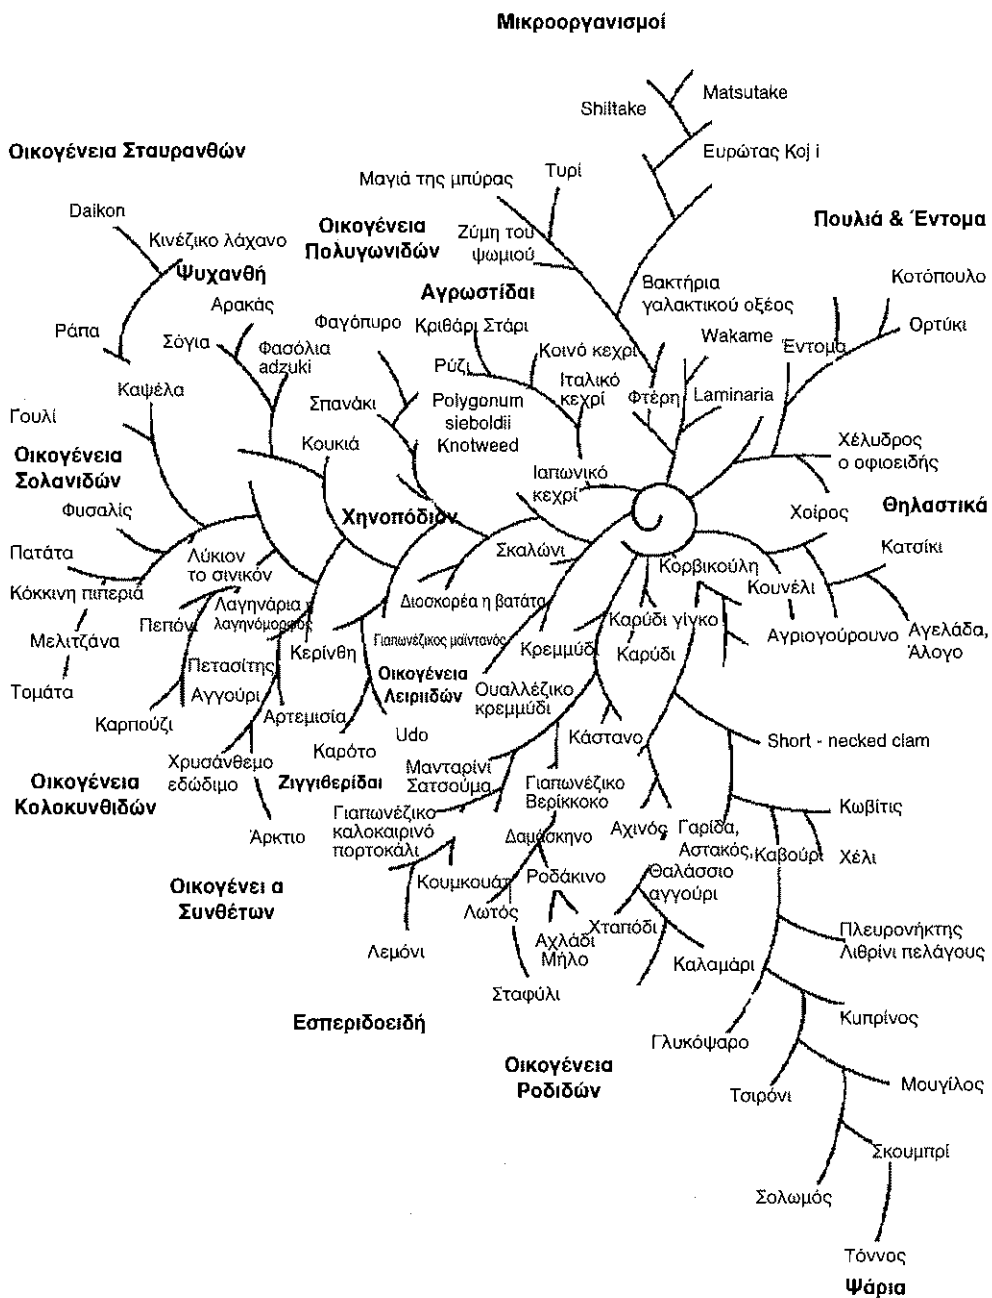 Μικροοργανισμοί
Matsutake
Shiltake
Οικογένεια Σταυρανθών
Ευρώτας Koj i
Τυρί
Μαγιά της μπύρας
Daikon
Πουλιά & Έντομα
Οικογένεια
Πολυγωνιδών
Ζύμη του
ψωμιού
Κινέζικο λάχανο
Ψυχανθή
Κοτόπουλο
Βακτήρια
γαλακτικού οξέος
Αγρωστίδαι
Αρακάς
Φαγόπυρο
Κριθάρι Στάρι
Ορτύκι
Ράπα
Σόγια
Wakame
Έντομα
Φασόλια
adzuki
Κοινό κεχρί
Ρύζι
Ιταλικό
κεχρί
Καψέλα
Σπανάκι
Polygonum
sieboldii
Knotweed
Φτέρη
Laminaria
Γουλί
Κουκιά
Χέλυδρος
ο οφιοειδής
Οικογένεια
Σολανιδών
Ιαπωνικό
κεχρί
Φυσαλίς
Χηνοπόδιον
Χοίρος
Θηλαστικά
Πατάτα
Λύκιον
το σινικόν
Σκαλώνι
Κατσίκι
Κορβικούλη
Κουνέλι
Κόκκινη πιπεριά
Λαγηνάρια η
λαγηνόμορφος
Διοσκορέα η βατάτα
Καρύδι γίγκο
Πεπόνι
Μελιτζάνα
Γιαπωνέζικος μαϊντανός
Κρεμμύδι
Καρύδι
Αγριογούρουνο
Αγελάδα,
Άλογο
Κερίνθη
Πετασίτης
Οικογένεια
Λειριιδών
Τομάτα
Αγγούρι
Ουαλλέζικο
κρεμμύδι
Καρπούζι
Αρτεμισία
Καρότο
Udo
Κάστανο
Short - necked clam
Χρυσάνθεμο
εδώδιμο
Οικογένεια
Κολοκυνθιδών
Ζιγγιβερίδαι
Μανταρίνι
Σατσούμα
Γιαπωνέζικο
Βερίκκοκο
Κωβίτις
Γιαπωνέζικο
καλοκαιρινό
πορτοκάλι
Άρκτιο
Δαμάσκηνο
Αχινός
Γαρίδα,
Αστακός,
Καβούρι
Χέλι
Οικογένει α
Συνθέτων
Κουμκουάτ
Ροδάκινο
Θαλάσσιο
αγγούρι
Λωτός
Χταπόδι
Λεμόνι
Αχλάδι
Μήλο
Πλευρονήκτης
Λιθρίνι πελάγους
Καλαμάρι
Σταφύλι
Εσπεριδοειδή
Κυπρίνος
Γλυκόψαρο
Οικογένεια
Ροδιδών
Τσιρόνι
Μουγίλος
Σκουμπρί
Σολωμός
Τόννος
Ψάρια